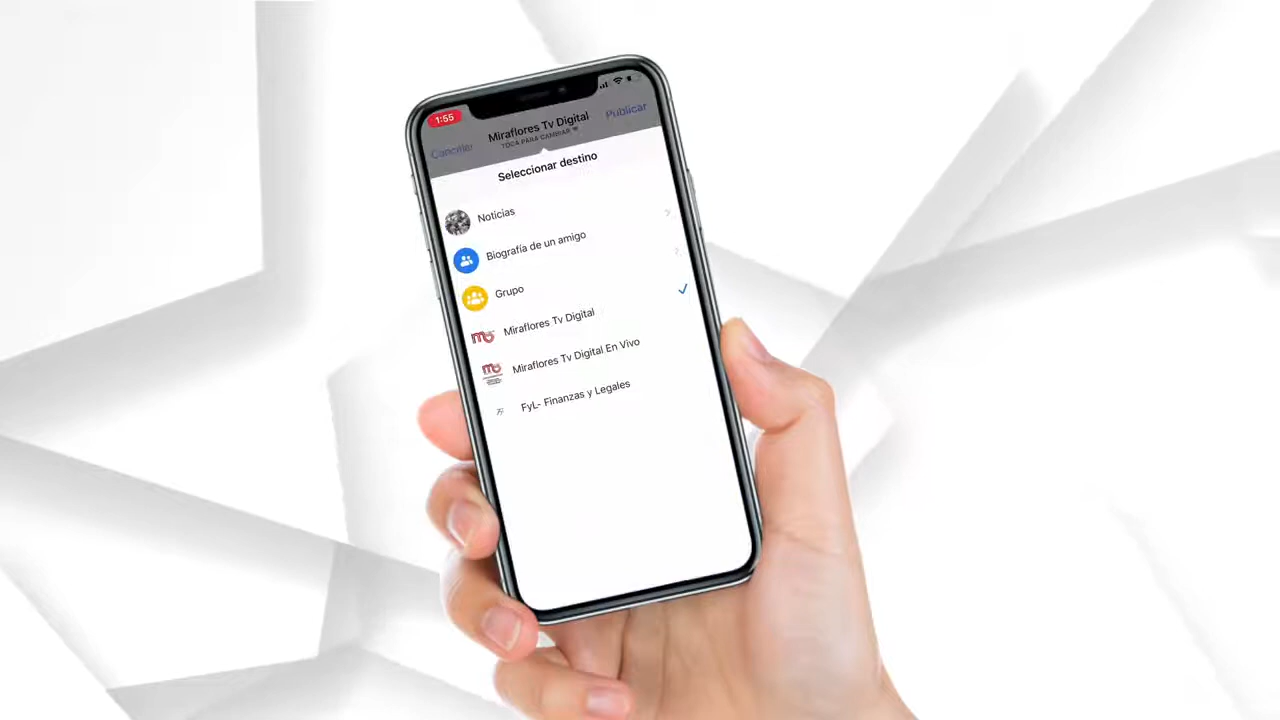 1:55
Cancelar
Miraflores Tv Digital
TOCA PARA CAMBIAR
Publicar
Seleccionar destino
Noticias
Biografía de un amigo
Grupo
Miraflores Tv Digital
Miraflores Tv Digital En Vivo
FyL- Finanzas y Legales